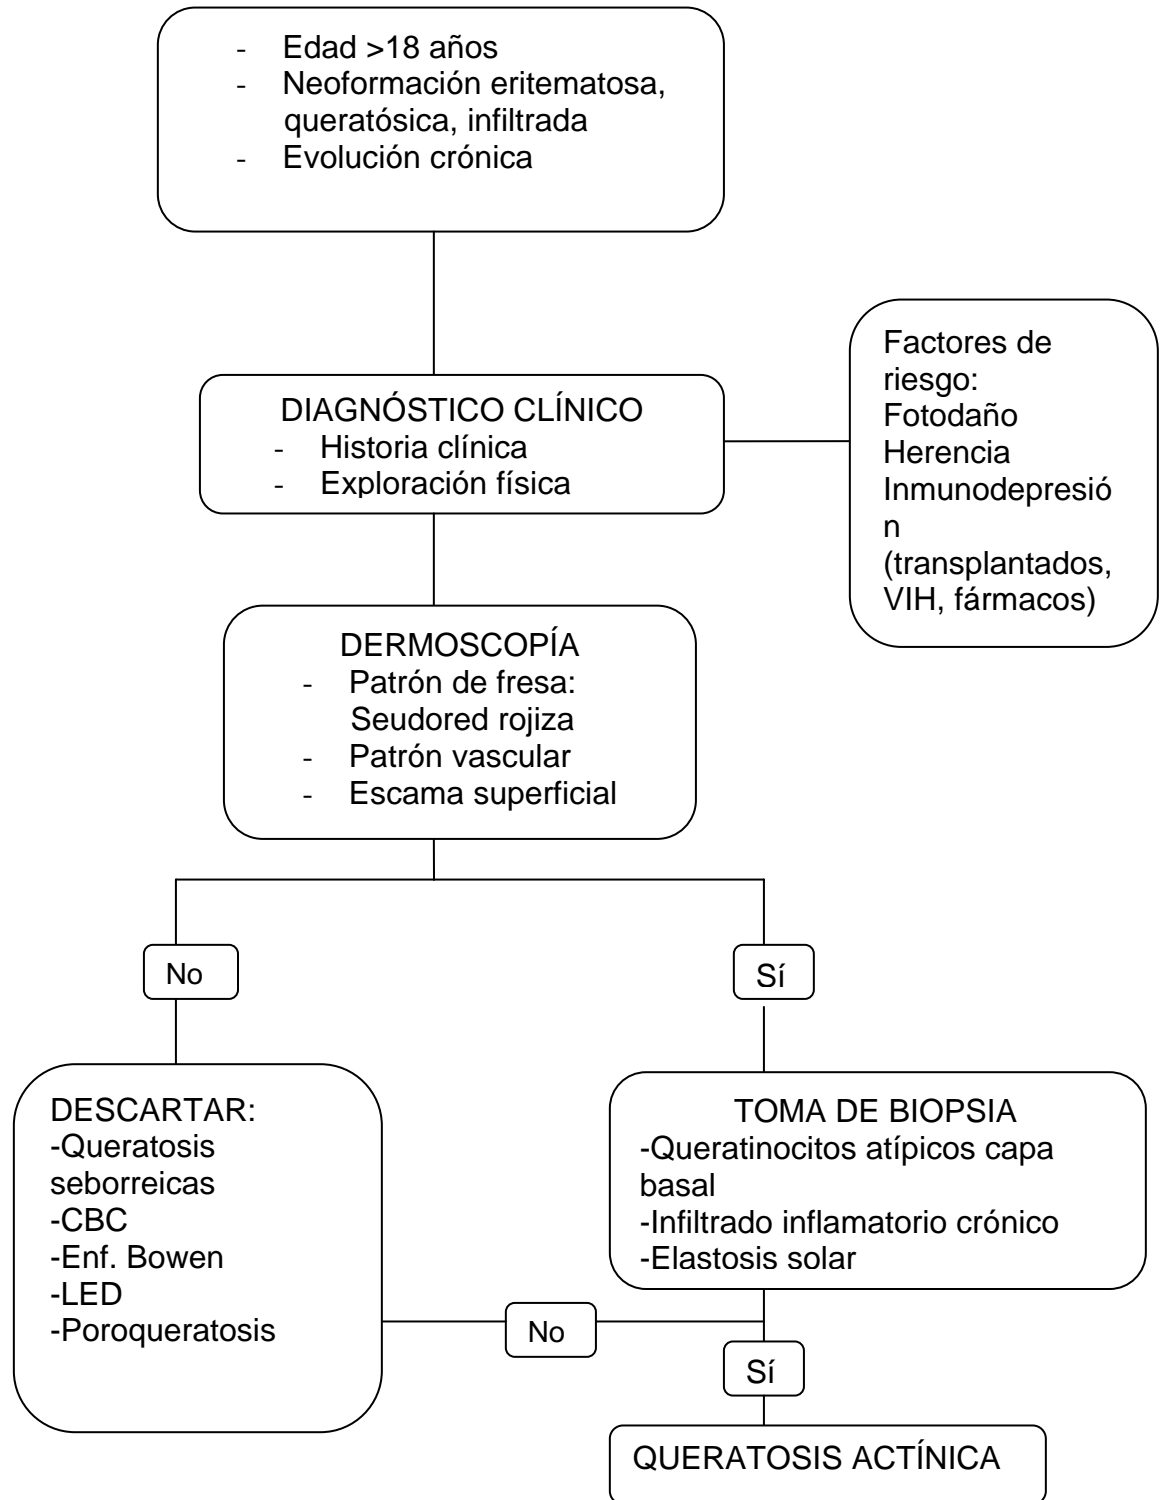 - Edad >18 años
- Neoformación eritematosa,
queratósica, infiltrada
- Evolución crónica
Factores de
riesgo:
Fotodaño
Herencia
Inmunodepresió
n
(transplantados,
VIH, fármacos)
DIAGNÓSTICO CLÍNICO
- Historia clínica
- Exploración física
DERMOSCOPÍA
- Patrón de fresa:
Seudored rojiza
- Patrón vascular
- Escama superficial
No
Sí
DESCARTAR:
-Queratosis
seborreicas
-CBC
-Enf. Bowen
-LED
-Poroqueratosis
TOMA DE BIOPSIA
-Queratinocitos atípicos capa
basal
-Infiltrado inflamatorio crónico
-Elastosis solar
No
Sí
QUERATOSIS ACTÍNICA